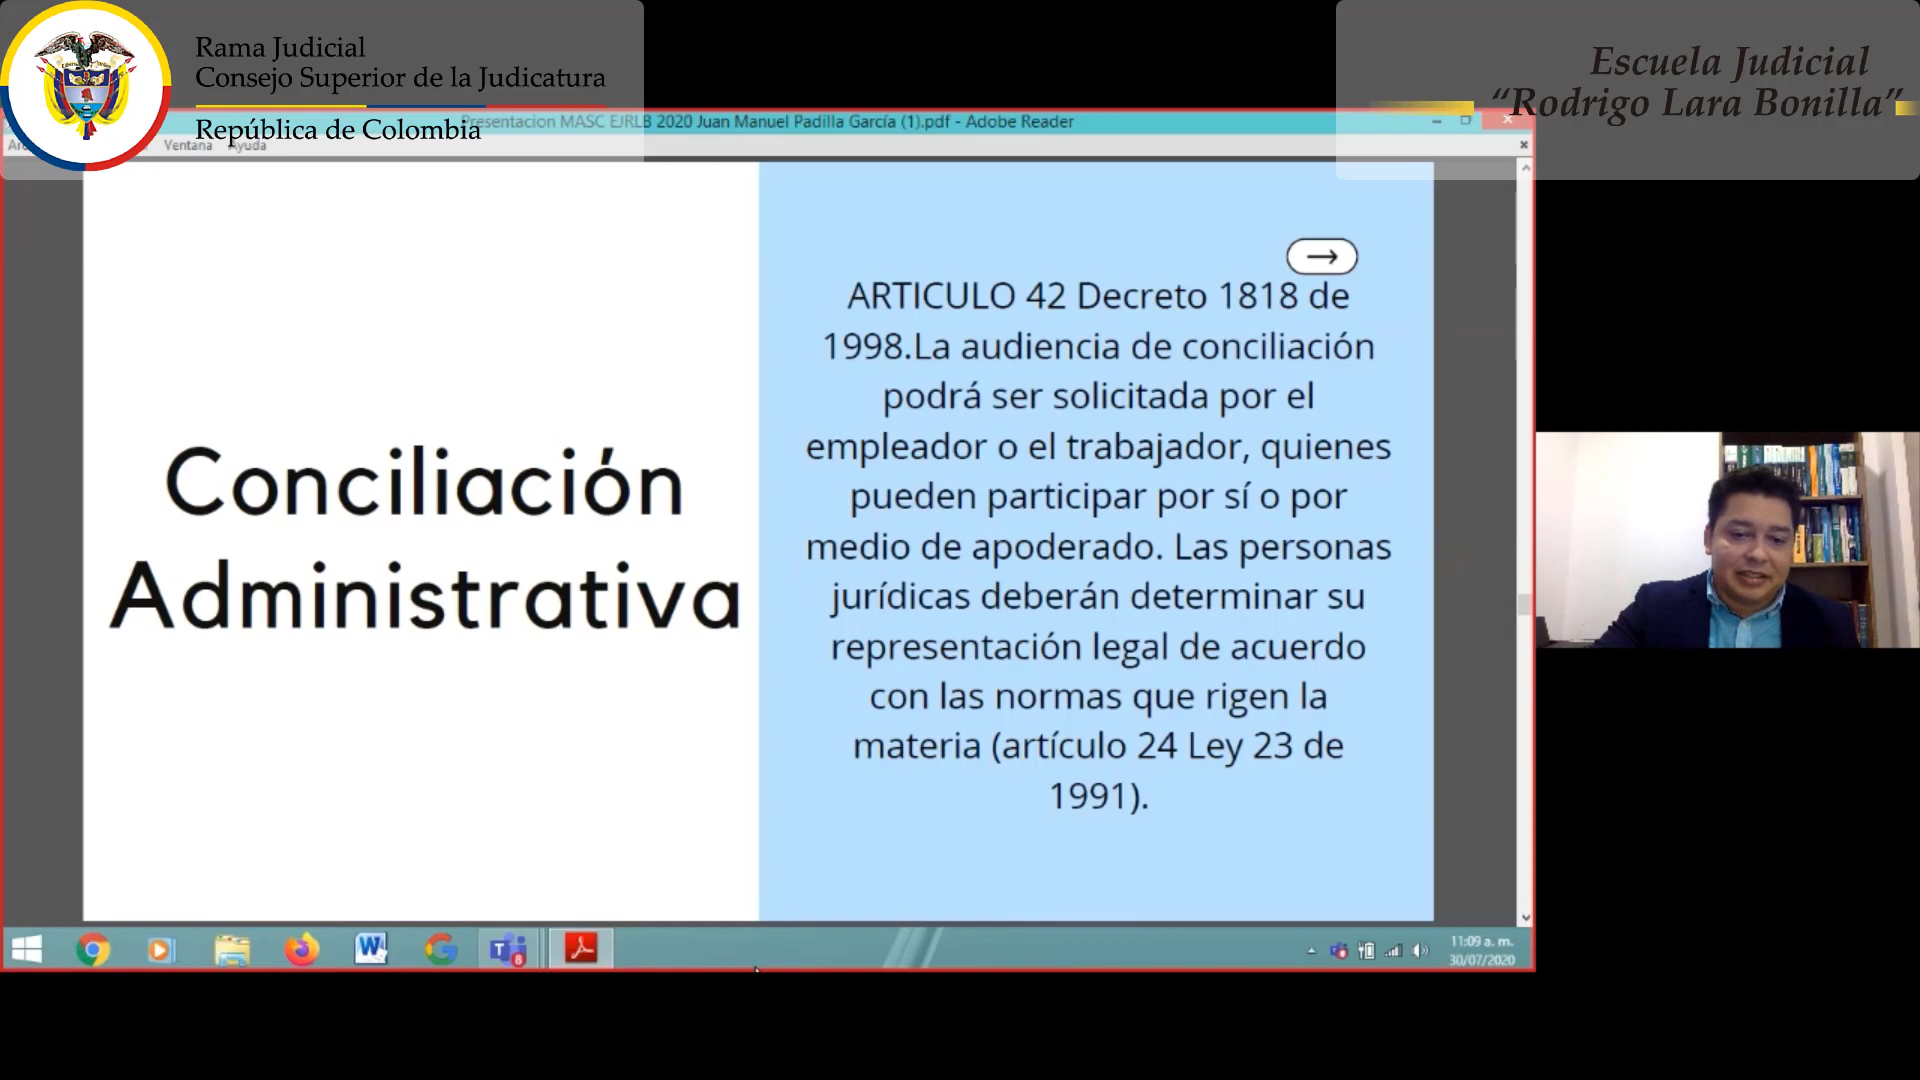 Rama Judicial
Consejo Superior de la Judicatura
República de Colombia
Escuela Judicial
“Rodrigo Lara Bonilla”
Presentacion MASC EJRLB 2020 Juan Manuel Padilla García (1).pdf - Adobe Reader
Ventana Ayuda
Conciliación
Administrativa
ARTICULO 42 Decreto 1818 de
1998.La audiencia de conciliación
podrá ser solicitada por el
empleador o el trabajador, quienes
pueden participar por sí o por
medio de apoderado. Las personas
jurídicas deberán determinar su
representación legal de acuerdo
con las normas que rigen la
materia (artículo 24 Ley 23 de
1991).
11:09 a. m.
30/07/2020